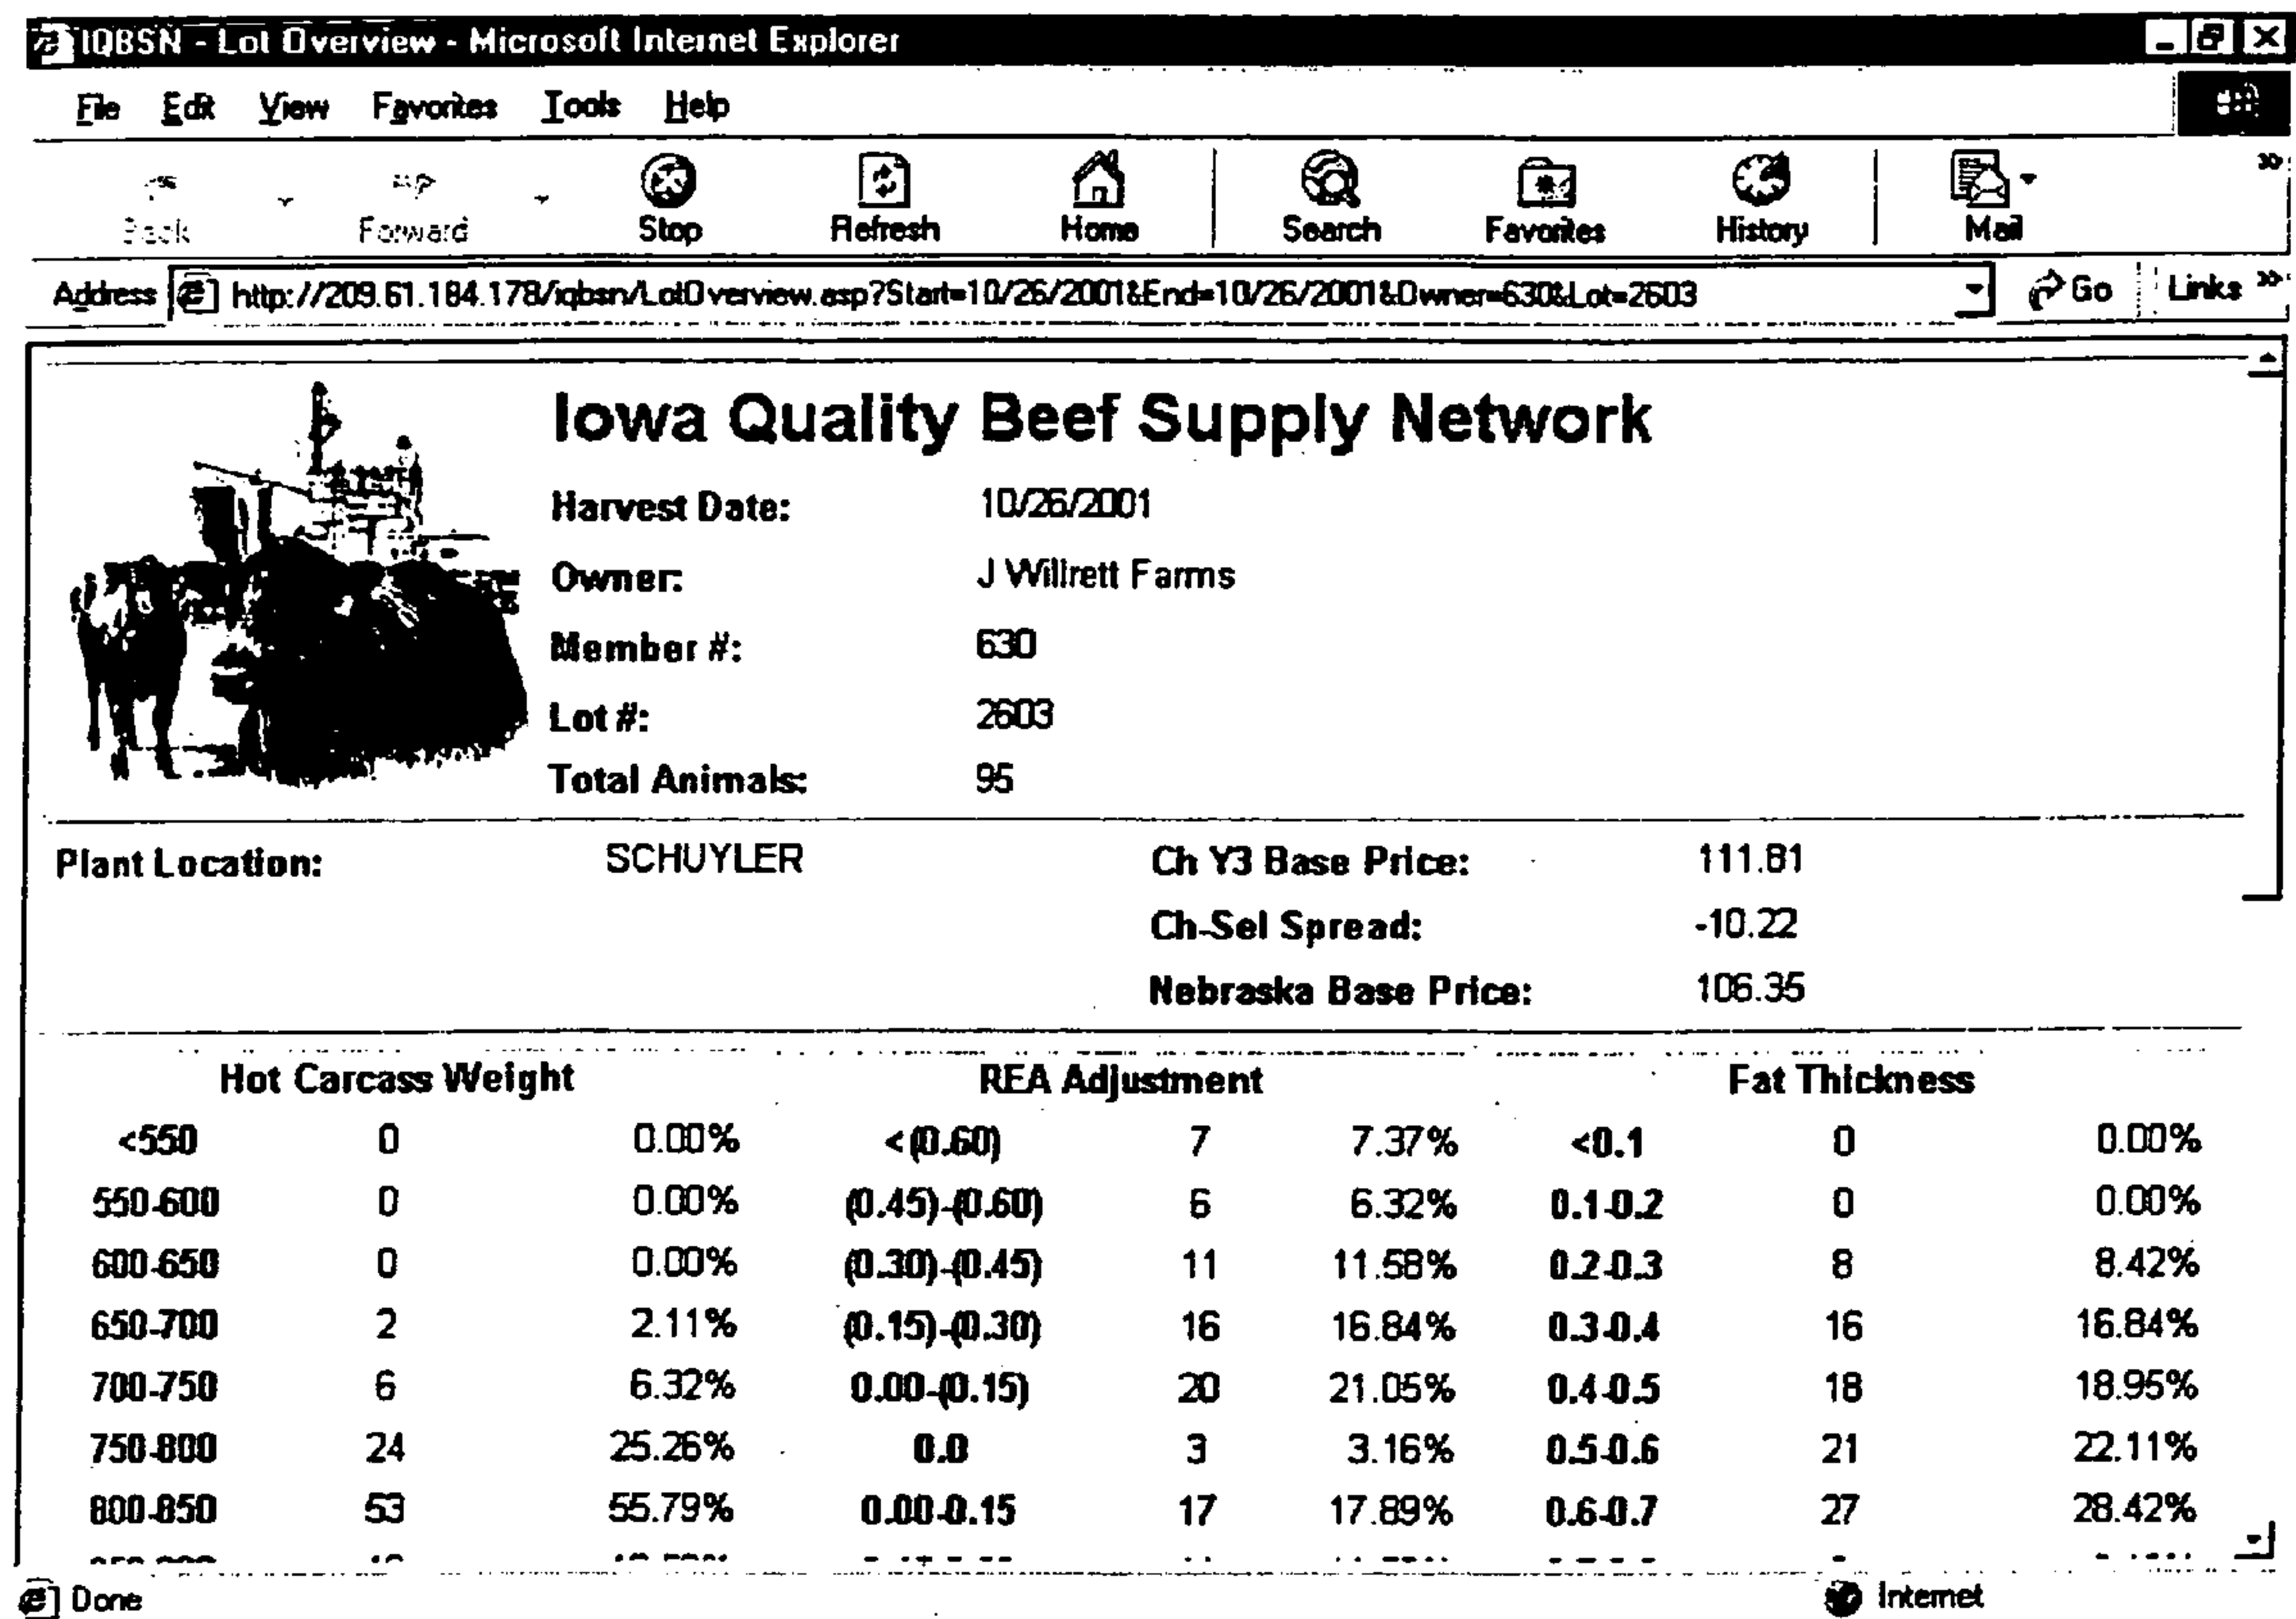 IQBSN - Lot Overview - Microsoft Internet Explorer
File Edit View Favorites Tools Help
Back Forward Stop Refresh Home Search Favorites History Mail »
Address http://209.61.184.178/iqbsn/LotOverview.asp?Start=10/26/2001&End=10/26/2001&Owner=630&Lot=2603 Go Links »
Iowa Quality Beef Supply Network
Harvest Date: 10/26/2001
Owner: J Willrett Farms
Member #: 630
Lot #: 2603
Total Animals: 95
Plant Location: SCHUYLER Ch Y3 Base Price: 111.81
Ch-Sel Spread: -10.22
Nebraska Base Price: 106.35
Hot Carcass Weight REA Adjustment Fat Thickness
<550 0 0.00% <(0.60) 7 7.37% <0.1 0 0.00%
550-600 0 0.00% (0.45)-(0.60) 6 6.32% 0.1-0.2 0 0.00%
600-650 0 0.00% (0.30)-(0.45) 11 11.58% 0.2-0.3 8 8.42%
650-700 2 2.11% (0.15)-(0.30) 16 16.84% 0.3-0.4 16 16.84%
700-750 6 6.32% 0.00-(0.15) 20 21.05% 0.4-0.5 18 18.95%
750-800 24 25.26% 0.0 3 3.16% 0.5-0.6 21 22.11%
800-850 53 55.79% 0.00-0.15 17 17.89% 0.6-0.7 27 28.42%
Done Internet